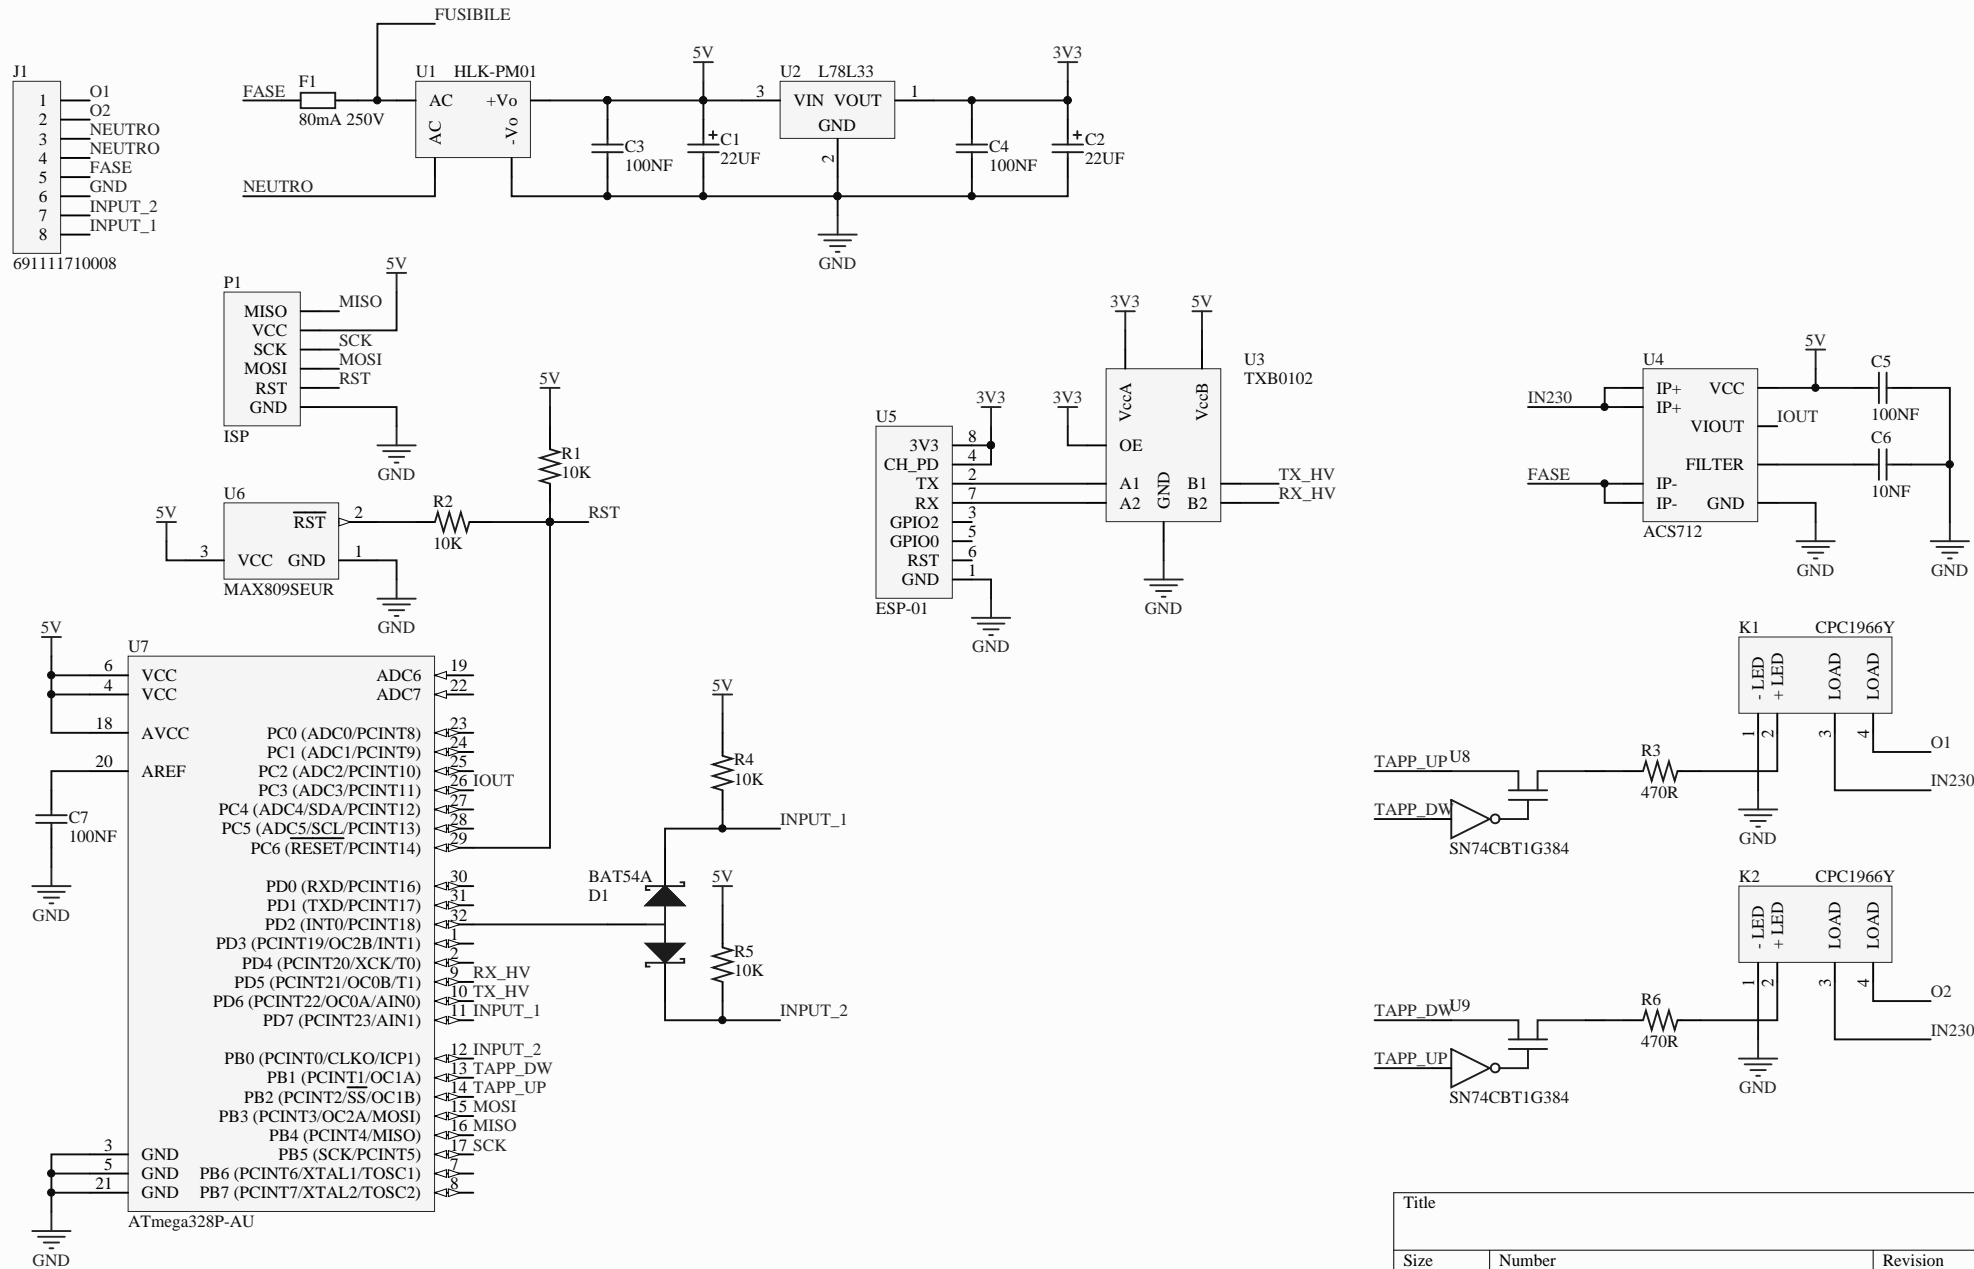 FUSIBILE
J1
1 O1
2 O2
3 NEUTRO
4 NEUTRO
5 FASE
6 GND
7 INPUT_2
8 INPUT_1
691111710008
FASE
F1
80mA 250V
NEUTRO
U1 HLK-PM01
AC +Vo
AC -Vo
5V
C3
100NF
+ C1
22UF
U2 L78L33
3 VIN VOUT 1
GND
2
GND
3V3
C4
100NF
+ C2
22UF
P1
5V
MISO MISO
VCC
SCK SCK
MOSI MOSI
RST RST
GND
ISP
GND
5V
R1
10K
U6
5V
RST 2
3 VCC GND 1
MAX809SEUR
GND
R2
10K
RST
3V3
U5
3V3 8
CH_PD 4
TX 2
RX 7
GPIO2 3
GPIO0 5
RST 6
GND 1
ESP-01
GND
3V3 5V
U3
TXB0102
3V3
VccA VccB
OE
A1 GND B1 TX_HV
A2 B2 RX_HV
GND
U4
5V
IN230
IP+ VCC
IP+
VIOUT IOUT
FILTER
FASE
IP-
IP- GND
ACS712
C5
100NF
C6
10NF
GND
GND
5V
U7
6 VCC
4 VCC
18 AVCC
20 AREF
C7
100NF
GND
ADC6 19
ADC7 22
PC0 (ADC0/PCINT8) 23
PC1 (ADC1/PCINT9) 24
PC2 (ADC2/PCINT10) 25
PC3 (ADC3/PCINT11) 26 IOUT
PC4 (ADC4/SDA/PCINT12) 27
PC5 (ADC5/SCL/PCINT13) 28
PC6 (RESET/PCINT14) 29
PD0 (RXD/PCINT16) 30
PD1 (TXD/PCINT17) 31
PD2 (INT0/PCINT18) 32
PD3 (PCINT19/OC2B/INT1) 1
PD4 (PCINT20/XCK/T0) 2
PD5 (PCINT21/OC0B/T1) 9 RX_HV
PD6 (PCINT22/OC0A/AIN0) 10 TX_HV
PD7 (PCINT23/AIN1) 11 INPUT_1
PB0 (PCINT0/CLKO/ICP1) 12 INPUT_2
PB1 (PCINT1/OC1A) 13 TAPP_DW
PB2 (PCINT2/SS/OC1B) 14 TAPP_UP
PB3 (PCINT3/OC2A/MOSI) 15 MOSI
PB4 (PCINT4/MISO) 16 MISO
3 GND PB5 (SCK/PCINT5) 17 SCK
5 GND PB6 (PCINT6/XTAL1/TOSC1) 7
21 GND PB7 (PCINT7/XTAL2/TOSC2) 8
ATmega328P-AU
GND
5V
R4
10K
INPUT_1
BAT54A
D1
5V
R5
10K
INPUT_2
K1 CPC1966Y
- LED + LED LOAD LOAD
1 2 3 4
TAPP_UP U8
TAPP_DW
SN74CBT1G384
R3
470R
O1
IN230
GND
K2 CPC1966Y
- LED + LED LOAD LOAD
1 2 3 4
TAPP_DW U9
TAPP_UP
SN74CBT1G384
R6
470R
O2
IN230
GND
Title
Size Number Revision